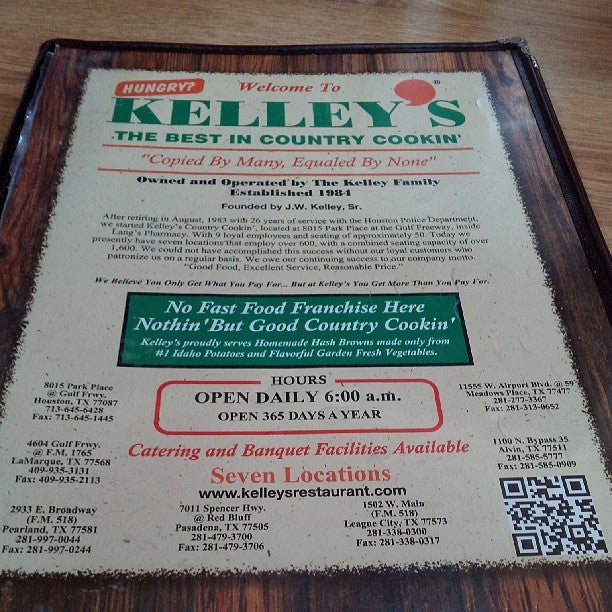 HUNGRY?
Welcome To
KELLEY'S ®
THE BEST IN COUNTRY COOKIN'
"Copied By Many, Equaled By None"
Owned and Operated by The Kelley Family
Established 1984
Founded by J.W. Kelley, Sr.
After retiring in August, 1983 with 26 years of service with the Houston Police Department,
we started Kelley's Country Cookin', located at 8015 Park Place at the Gulf Freeway, inside
Lang's Pharmacy. With 9 loyal employees and seating of approximately 50. Today we
presently have seven locations that employ over 600, with a combined seating capacity of over
1,600. We could not have accomplished this success without our loyal customers who
patronize us on a regular basis. We owe our continuing success to our company motto.
"Good Food, Excellent Service, Reasonable Price."
We Believe You Only Get What You Pay For... But at Kelley's You Get More Than You Pay For.
No Fast Food Franchise Here
Nothin' But Good Country Cookin'
Kelley's proudly serves Homemade Hash Browns made only from
#1 Idaho Potatoes and Flavorful Garden Fresh Vegetables.
HOURS
OPEN DAILY 6:00 a.m.
OPEN 365 DAYS A YEAR
8015 Park Place
@ Gulf Frwy.
Houston, TX 77087
713-645-6428
Fax: 713-645-1445
11555 W. Airport Blvd. @ 59
Meadows Place, TX 77477
281-277-3367
Fax: 281-313-0652
4604 Gulf Frwy.
@ F.M. 1765
LaMarque, TX 77568
409-935-3131
Fax: 409-935-2113
1100 N. Bypass 35
Alvin, TX 77511
281-585-5777
Fax: 281-585-0909
Catering and Banquet Facilities Available
Seven Locations
www.kelleysrestaurant.com
2933 E. Broadway
(F.M. 518)
Pearland, TX 77581
281-997-0044
Fax: 281-997-0244
7011 Spencer Hwy.
@ Red Bluff
Pasadena, TX 77505
281-479-3700
Fax: 281-479-3706
1502 W. Main
(F.M. 518)
League City, TX 77573
281-338-0300
Fax: 281-338-0317